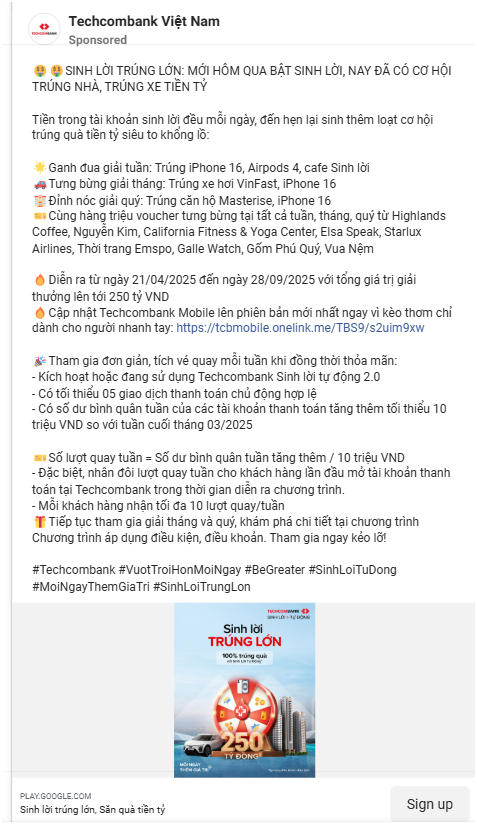 Techcombank Việt Nam
Sponsored
🤑 🤑SINH LỜI TRÚNG LỚN: MỚI HÔM QUA BẬT SINH LỜI, NAY ĐÃ CÓ CƠ HỘI
TRÚNG NHÀ, TRÚNG XE TIỀN TỶ
Tiền trong tài khoản sinh lời đều mỗi ngày, đến hẹn lại sinh thêm loạt cơ hội
trúng quà tiền tỷ siêu to khổng lồ:
🌟Ganh đua giải tuần: Trúng iPhone 16, Airpods 4, cafe Sinh lời
🚗Tưng bừng giải tháng: Trúng xe hơi VinFast, iPhone 16
🏆Đỉnh nóc giải quý: Trúng căn hộ Masterise, iPhone 16
🎫Cùng hàng triệu voucher tưng bừng tại tất cả tuần, tháng, quý từ Highlands
Coffee, Nguyễn Kim, California Fitness & Yoga Center, Elsa Speak, Starlux
Airlines, Thời trang Emspo, Galle Watch, Gốm Phú Quý, Vua Nệm
🔥Diễn ra từ ngày 21/04/2025 đến ngày 28/09/2025 với tổng giá trị giải
thưởng lên tới 250 tỷ VND
🔥Cập nhật Techcombank Mobile lên phiên bản mới nhất ngay vì kèo thơm chỉ
dành cho người nhanh tay: https://tcbmobile.onelink.me/TBS9/s2uim9xw
🎉Tham gia đơn giản, tích vé quay mỗi tuần khi đồng thời thỏa mãn:
- Kích hoạt hoặc đang sử dụng Techcombank Sinh lời tự động 2.0
- Có tối thiểu 05 giao dịch thanh toán chủ động hợp lệ
- Có số dư bình quân tuần của các tài khoản thanh toán tăng thêm tối thiểu 10
triệu VND so với tuần cuối tháng 03/2025
🎫Số lượt quay tuần = Số dư bình quân tuần tăng thêm / 10 triệu VND
- Đặc biệt, nhân đôi lượt quay tuần cho khách hàng lần đầu mở tài khoản thanh
toán tại Techcombank trong thời gian diễn ra chương trình.
- Mỗi khách hàng nhận tối đa 10 lượt quay/tuần
🎁Tiếp tục tham gia giải tháng và quý, khám phá chi tiết tại chương trình
Chương trình áp dụng điều kiện, điều khoản. Tham gia ngay kẻo lỡ!
#Techcombank #VuotTroiHonMoiNgay #BeGreater #SinhLoiTuDong
#MoiNgayThemGiaTri #SinhLoiTrungLon
TECHCOMBANK
SINH LỜI TỰ ĐỘNG
Sinh lời
TRÚNG LỚN
100% trúng quà
với Sinh lời Tự động
250
TỶ ĐỒNG
MỖI NGÀY
THÊM GIÁ TRỊ
PLAY.GOOGLE.COM
Sinh lời trúng lớn, Săn quà tiền tỷ
Sign up